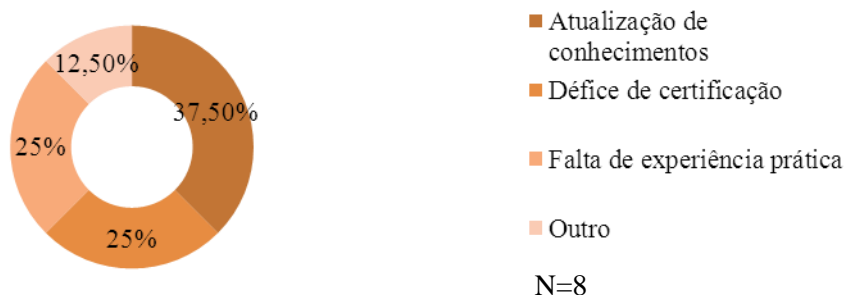 12,50%
37,50%
25%
25%
Atualização de
conhecimentos
Défice de certificação
Falta de experiência prática
Outro
N=8